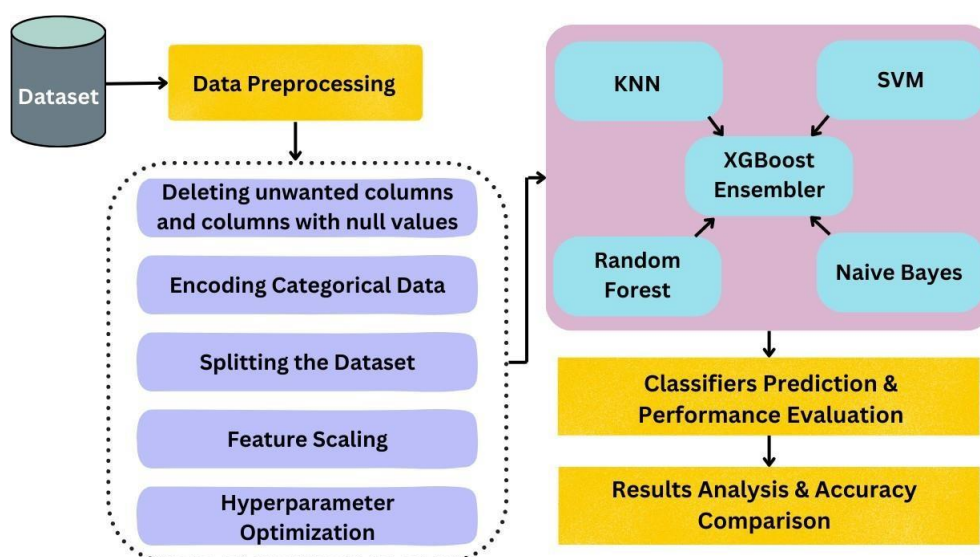 Dataset
Data Preprocessing
Deleting unwanted columns
and columns with null values
Encoding Categorical Data
Splitting the Dataset
Feature Scaling
Hyperparameter
Optimization
KNN
SVM
XGBoost
Ensembler
Random
Forest
Naive Bayes
Classifiers Prediction &
Performance Evaluation
Results Analysis & Accuracy
Comparison